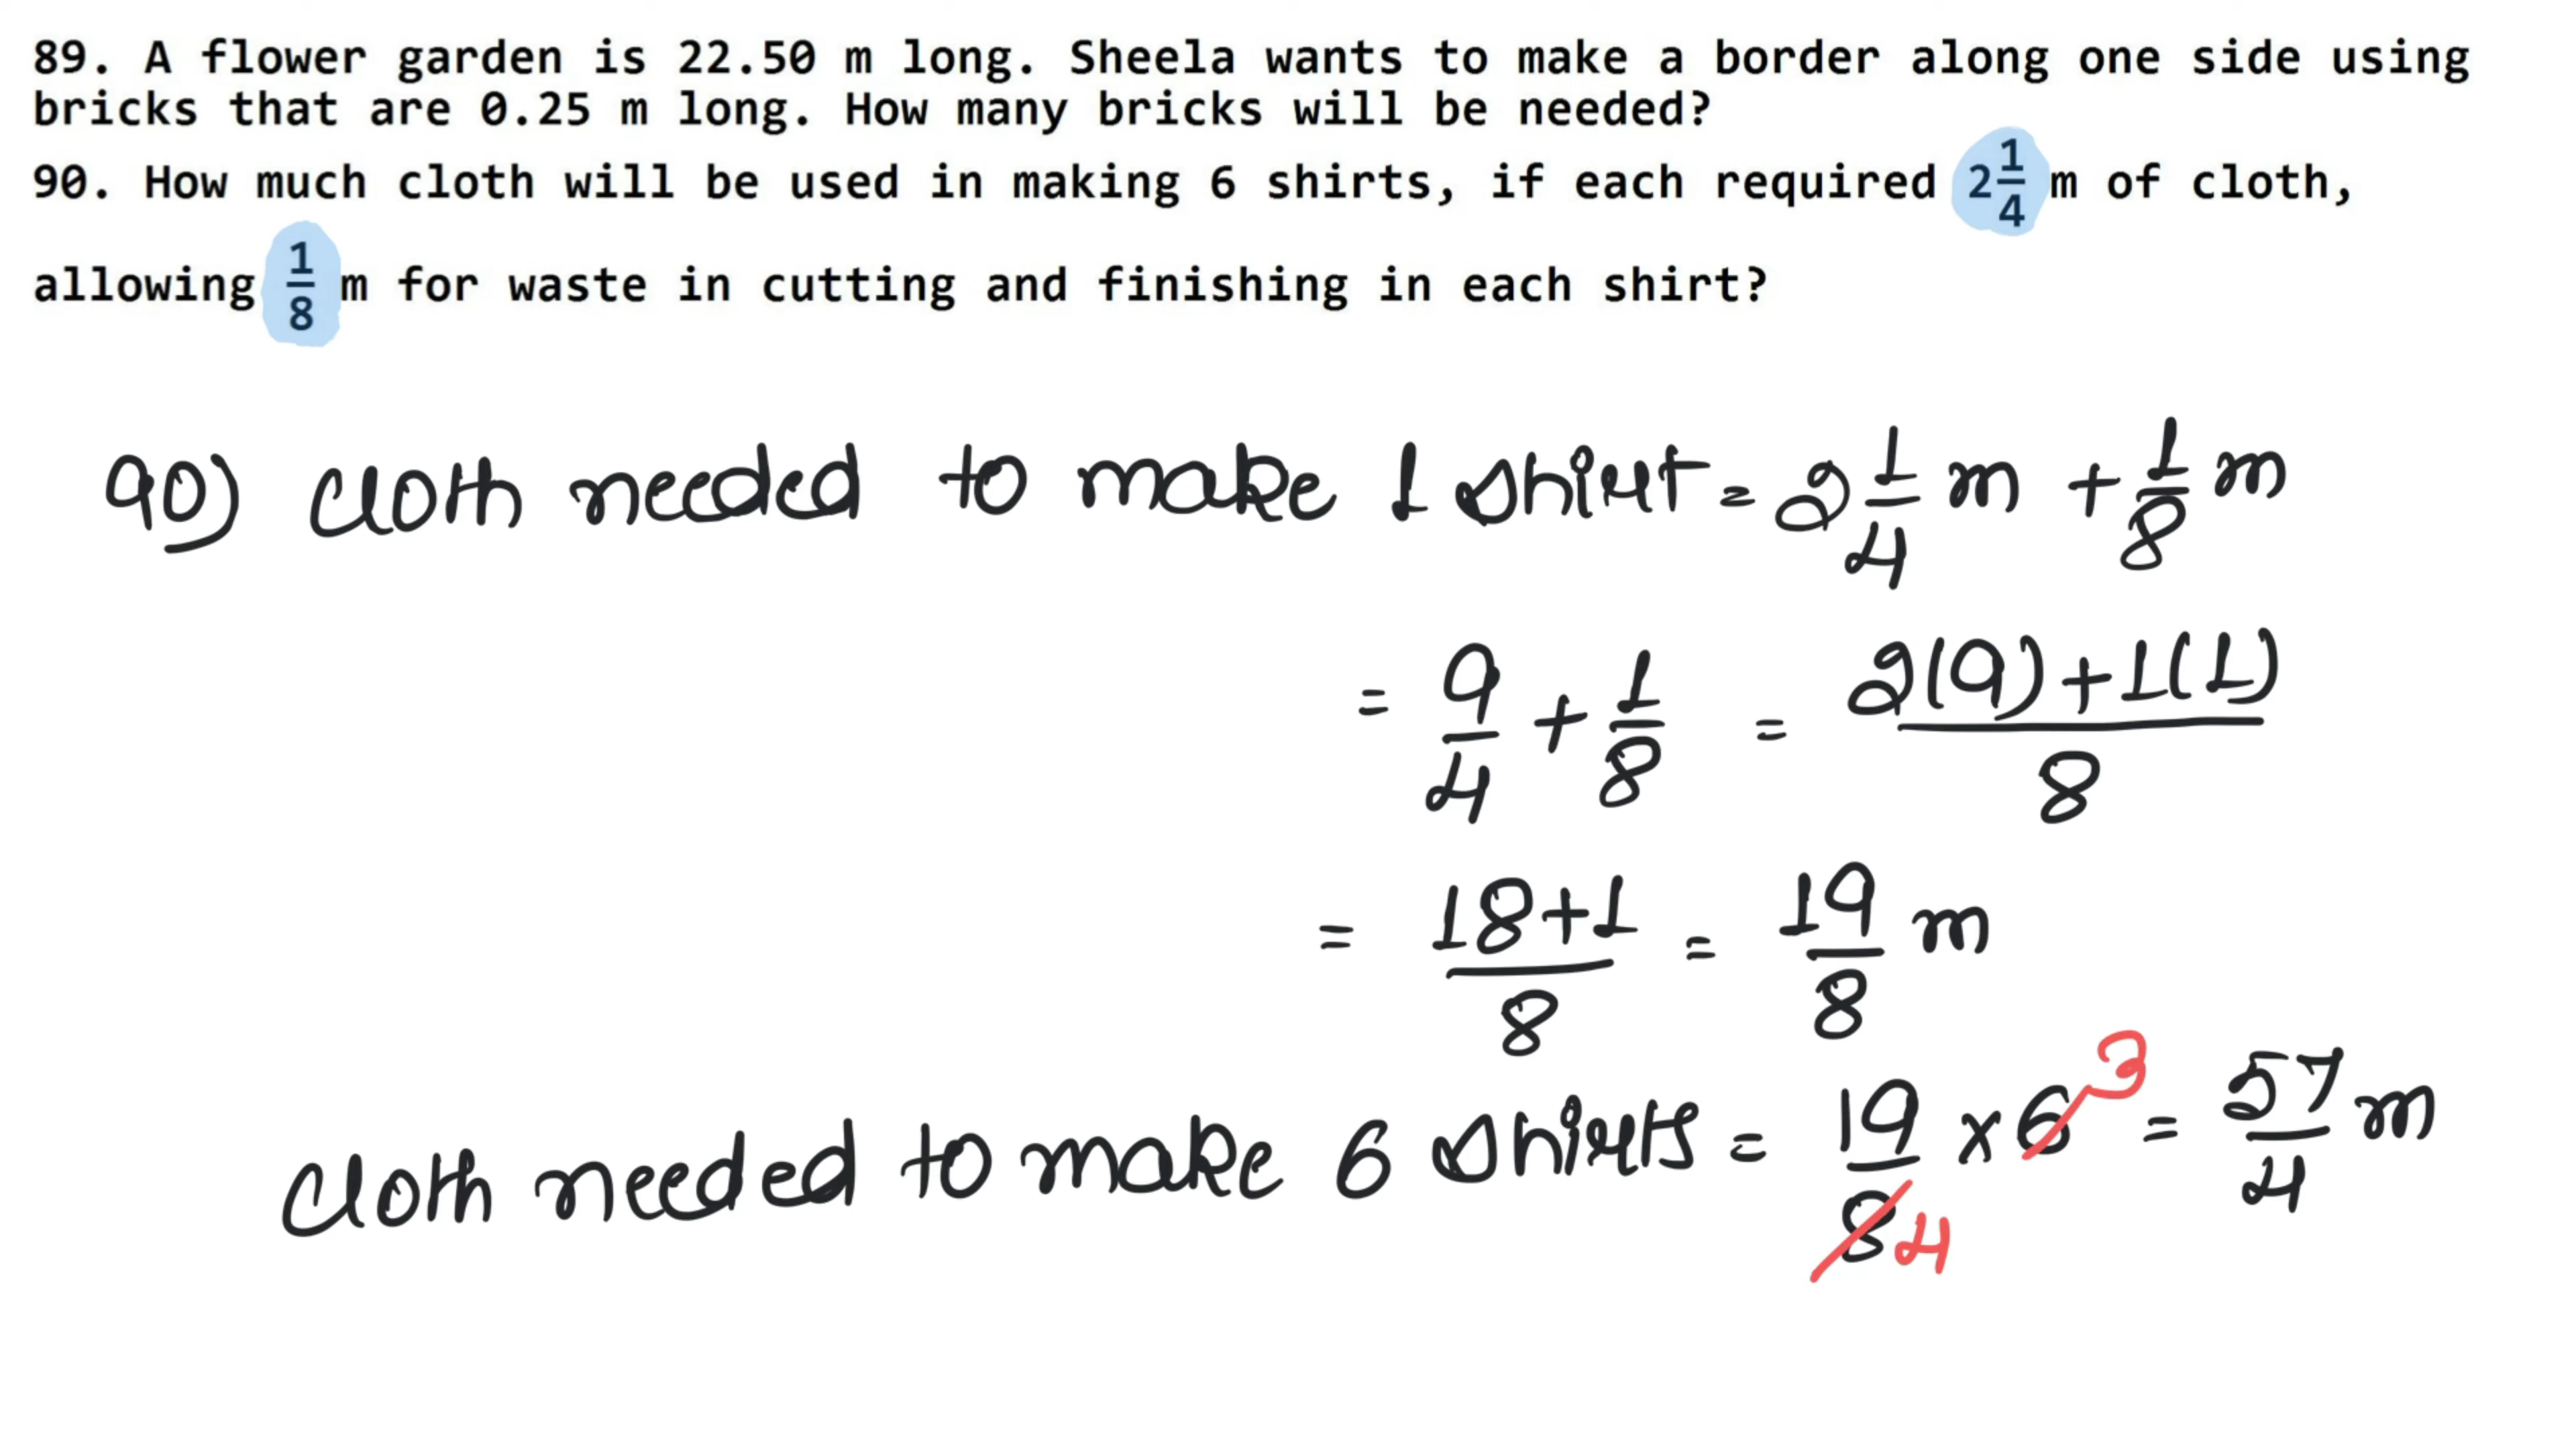 89. A flower garden is 22.50 m long. Sheela wants to make a border along one side using
bricks that are 0.25 m long. How many bricks will be needed?
90. How much cloth will be used in making 6 shirts, if each required 2 1/4 m of cloth,
allowing 1/8 m for waste in cutting and finishing in each shirt?
90) cloth needed to make 1 shirt = 2 1/4 m + 1/8 m
= 9/4 + 1/8 = 2(9)+1(1)/8
= 18+1/8 = 19/8 m
cloth needed to make 6 shirts = 19/8 4 x 6 3 = 57/4 m